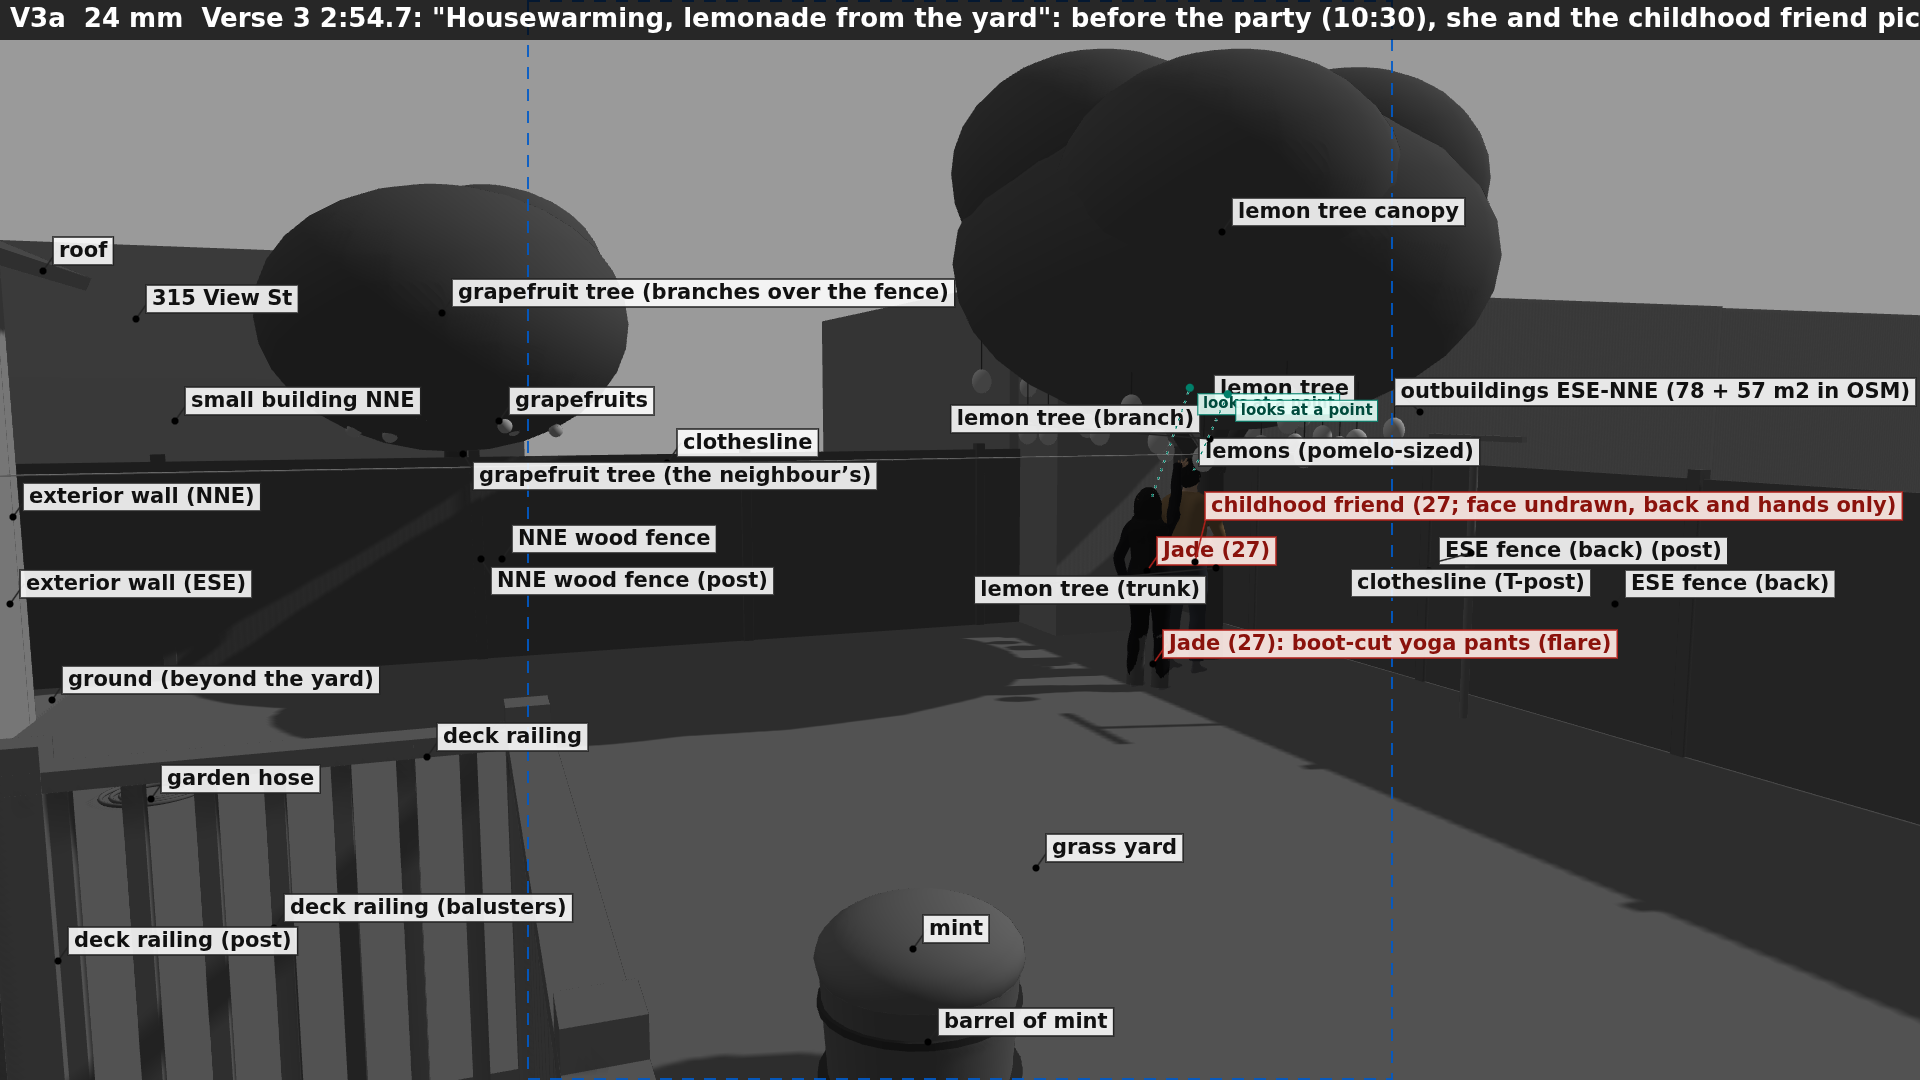 V3a 24 mm Verse 3 2:54.7: "Housewarming, lemonade from the yard": before the party (10:30), she and the childhood friend pic
lemon tree canopy
roof
grapefruit tree (branches over the fence)
315 View St
lemon tree
outbuildings ESE-NNE (78 + 57 m2 in OSM)
small building NNE
grapefruits
looks at a point
looks at a point
lemon tree (branch)
clothesline
lemons (pomelo-sized)
grapefruit tree (the neighbour’s)
exterior wall (NNE)
childhood friend (27; face undrawn, back and hands only)
NNE wood fence
Jade (27)
ESE fence (back) (post)
NNE wood fence (post)
exterior wall (ESE)
lemon tree (trunk)
clothesline (T-post)
ESE fence (back)
Jade (27): boot-cut yoga pants (flare)
ground (beyond the yard)
deck railing
garden hose
grass yard
deck railing (balusters)
mint
deck railing (post)
barrel of mint